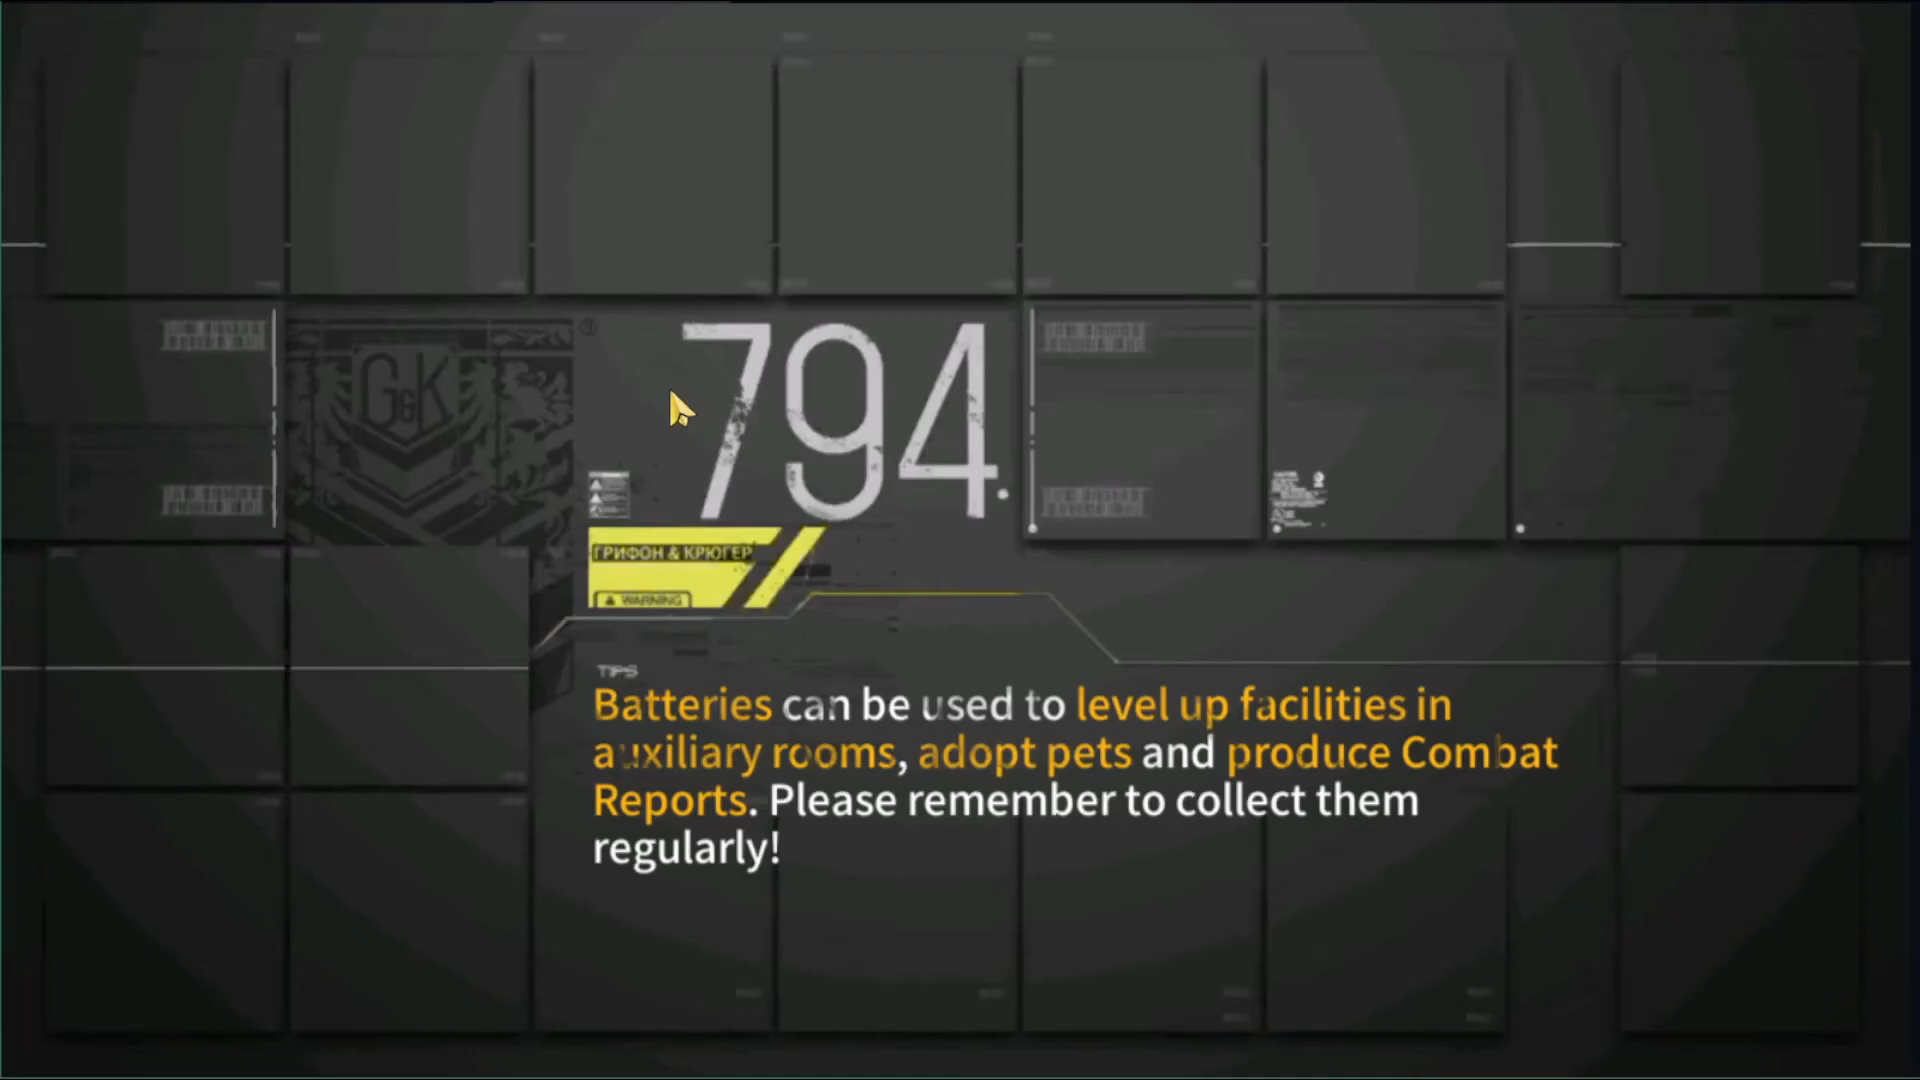 G&K
794.
ГРИФОН & КРЮГЕР
WARNING
TIPS
Batteries can be used to level up facilities in
auxiliary rooms, adopt pets and produce Combat
Reports. Please remember to collect them
regularly!